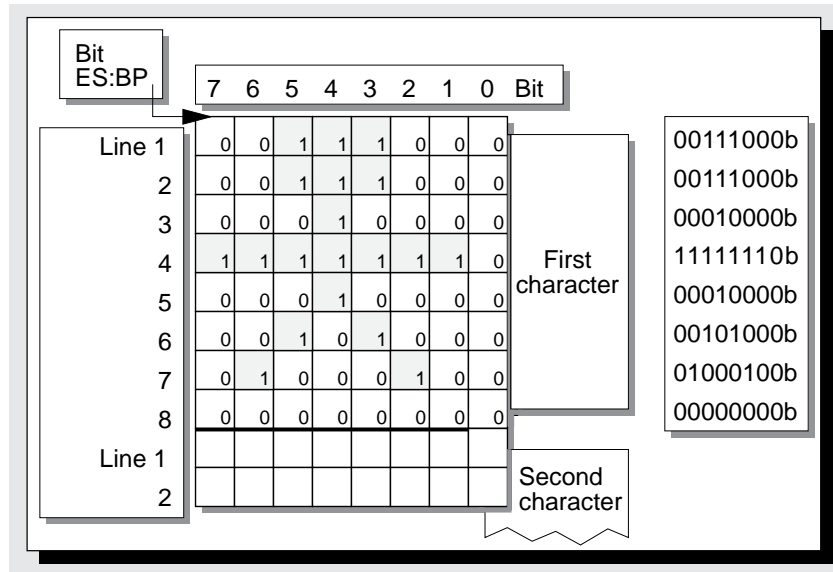 Bit
ES:BP
7 6 5 4 3 2 1 0 Bit
Line 1 0 0 1 1 1 0 0 0 00111000b
2 0 0 1 1 1 0 0 0 00111000b
3 0 0 0 1 0 0 0 0 00010000b
4 1 1 1 1 1 1 1 0 11111110b
5 0 0 0 1 0 0 0 0 00010000b
6 0 0 1 0 1 0 0 0 00101000b
7 0 1 0 0 0 1 0 0 01000100b
8 0 0 0 0 0 0 0 0 00000000b
First
character
Line 1
2
Second
character